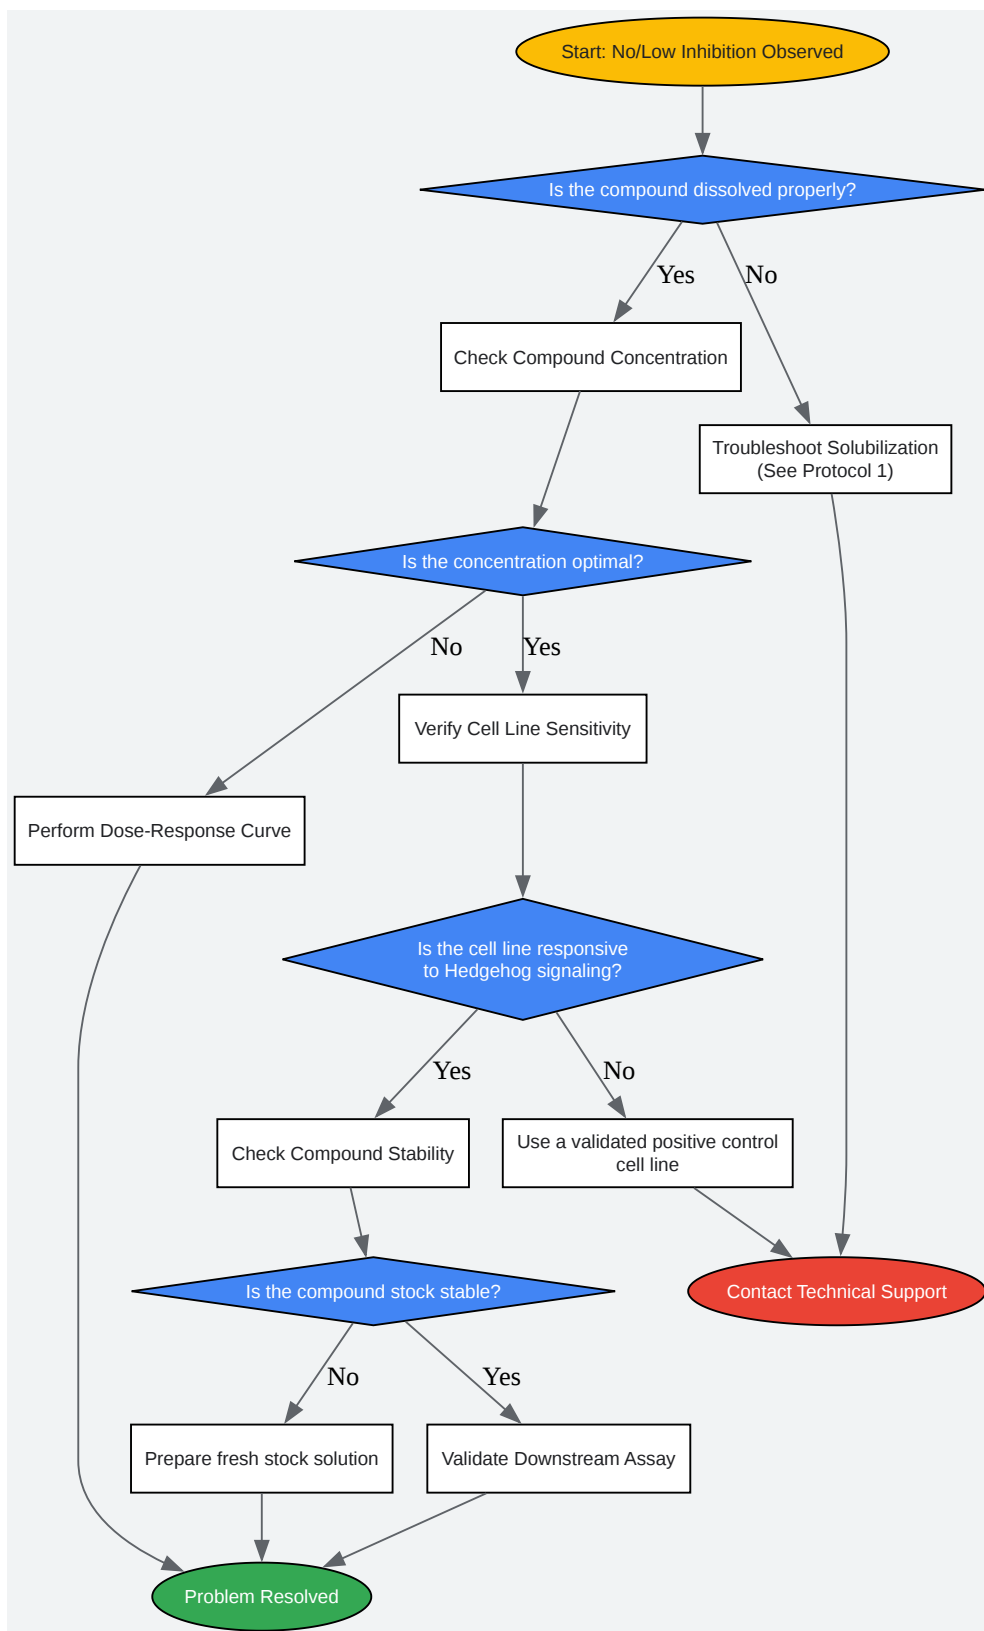 Start: No/Low Inhibition Observed
Is the compound dissolved properly?
Yes
No
Check Compound Concentration
Troubleshoot Solubilization
(See Protocol 1)
Is the concentration optimal?
No
Yes
Verify Cell Line Sensitivity
Perform Dose-Response Curve
Is the cell line responsive
to Hedgehog signaling?
Yes
No
Check Compound Stability
Use a validated positive control
cell line
Is the compound stock stable?
Contact Technical Support
No
Yes
Prepare fresh stock solution
Validate Downstream Assay
Problem Resolved